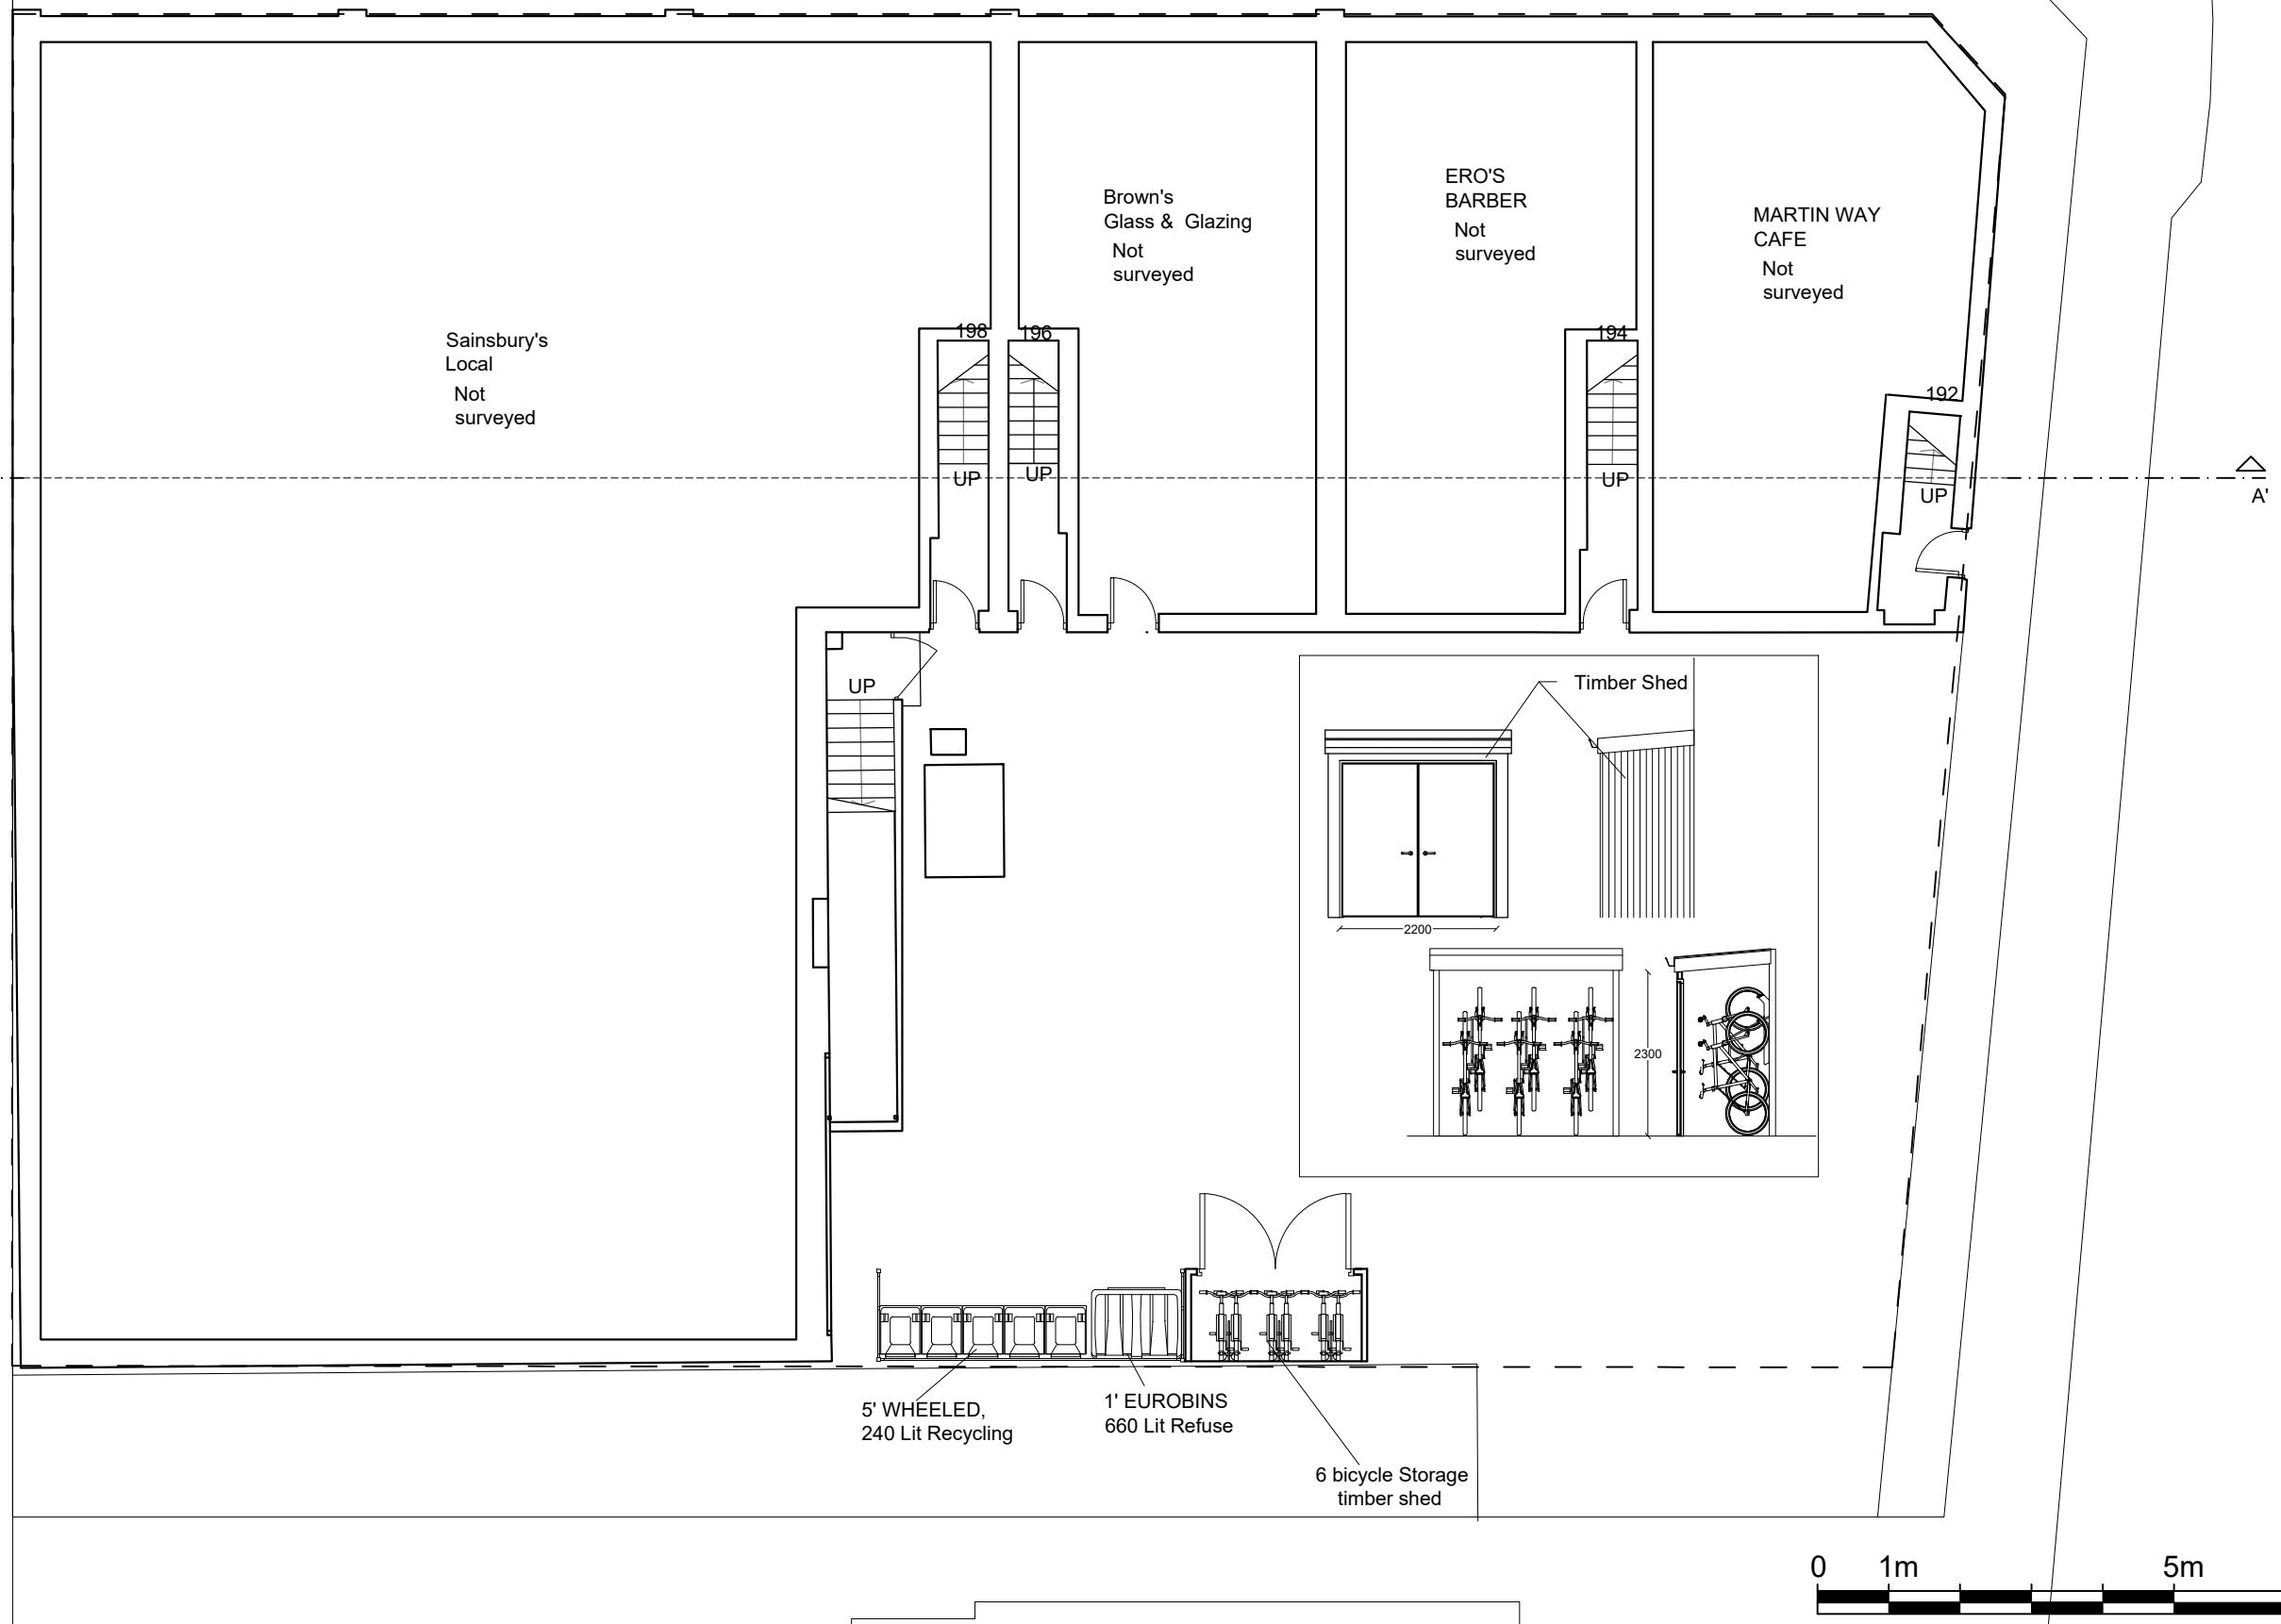 Sainsbury's
Local
Not
surveyed
Brown's
Glass & Glazing
Not
surveyed
ERO'S
BARBER
Not
surveyed
MARTIN WAY
CAFE
Not
surveyed
198
196
194
192
UP
UP
UP
UP
A'
UP
Timber Shed
2200
2300
5' WHEELED,
240 Lit Recycling
1' EUROBINS
660 Lit Refuse
6 bicycle Storage
timber shed
0 1m 5m